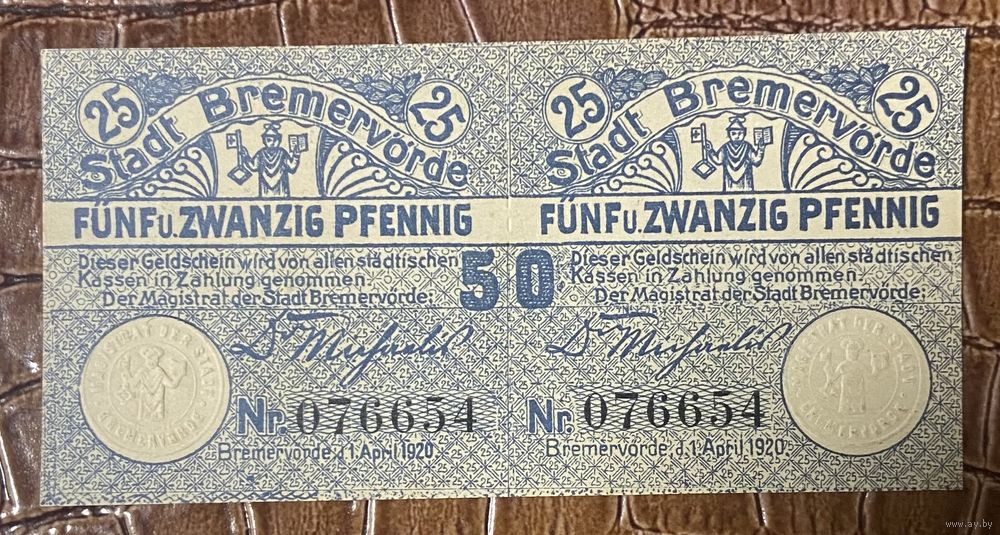 25 Stadt Bremervörde 25
FÜNF U. ZWANZIG PFENNIG
Dieser Geldschein wird von allen städtischen
Kassen in Zahlung genommen.
Der Magistrat der Stadt Bremervörde:
Nr. 076654
Bremervörde, d. 1. April 1920.
50
25 Stadt Bremervörde 25
FÜNF U. ZWANZIG PFENNIG
Dieser Geldschein wird von allen städtischen
Kassen in Zahlung genommen.
Der Magistrat der Stadt Bremervörde:
Nr. 076654
Bremervörde, d. 1. April 1920.
www.ay.by